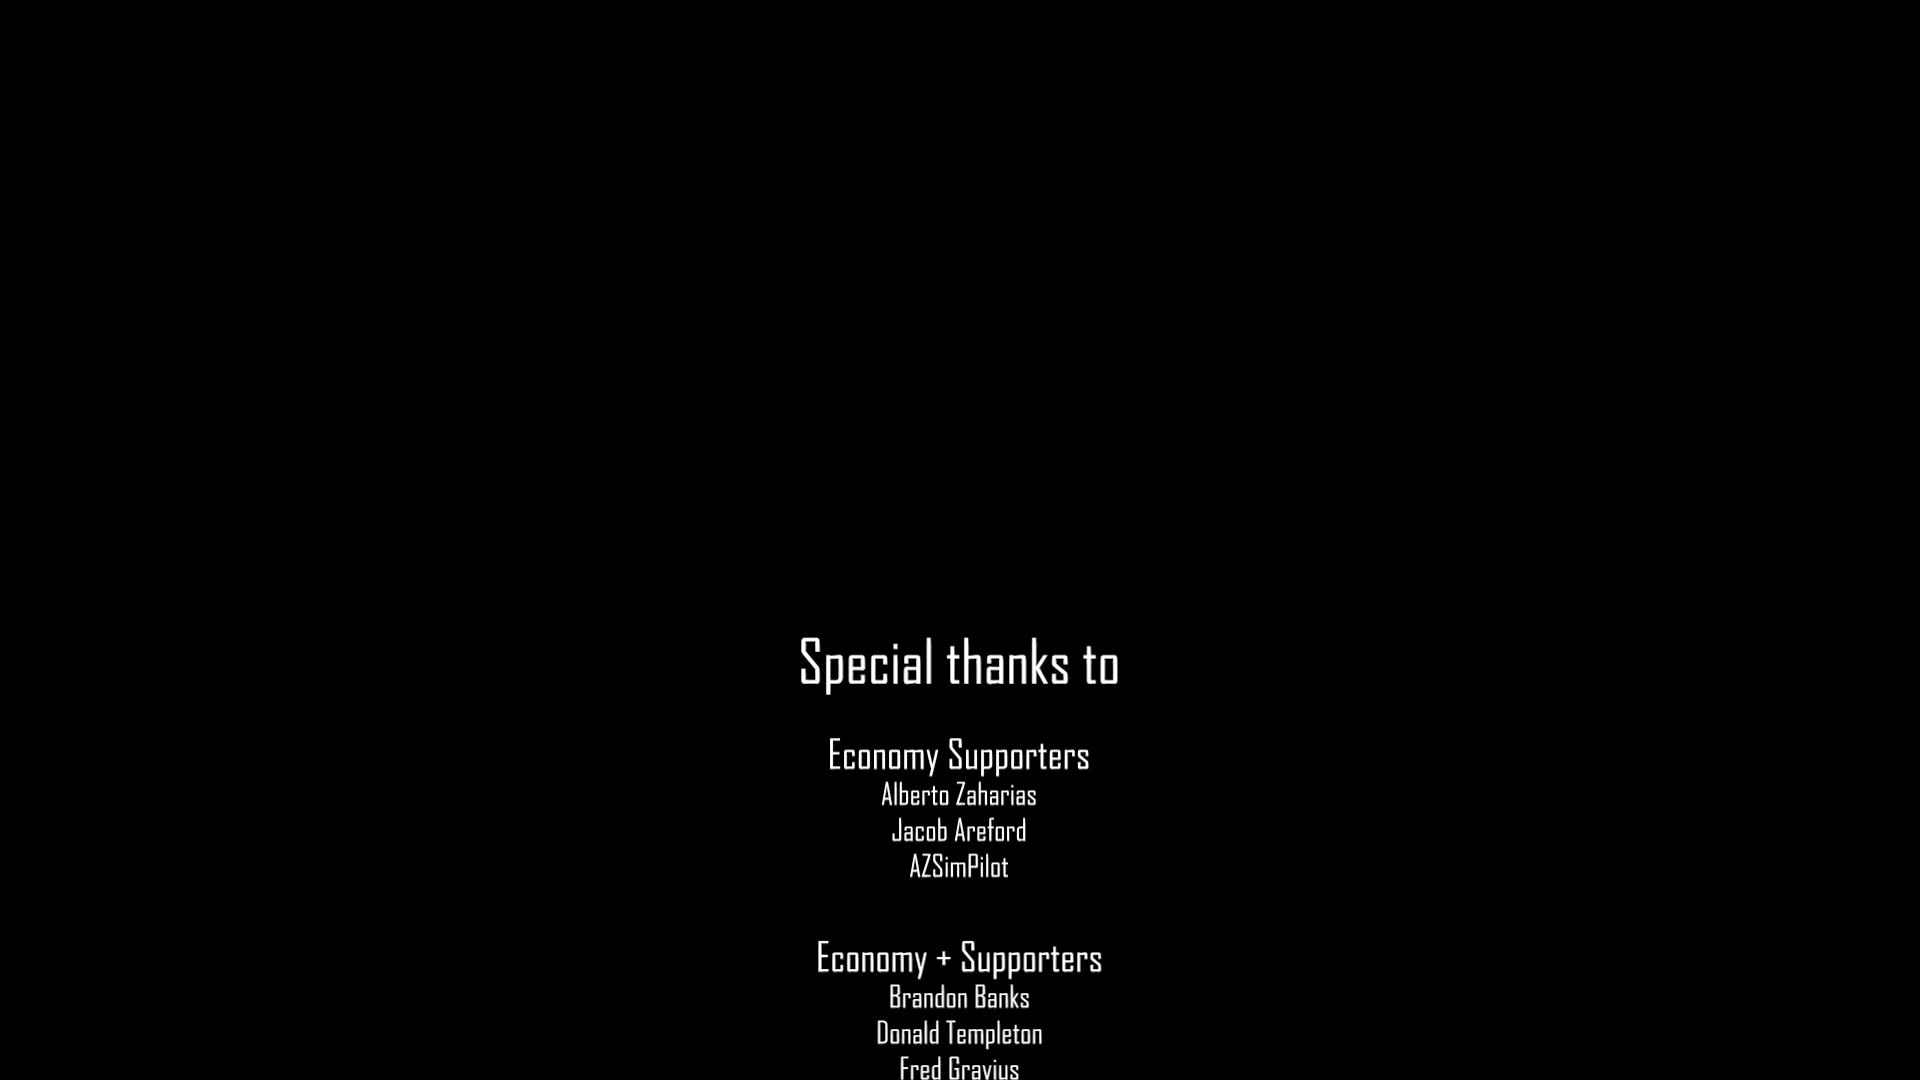 Special thanks to
Economy Supporters
Alberto Zaharias
Jacob Areford
AZSimPilot
Economy + Supporters
Brandon Banks
Donald Templeton
Fred Gravius